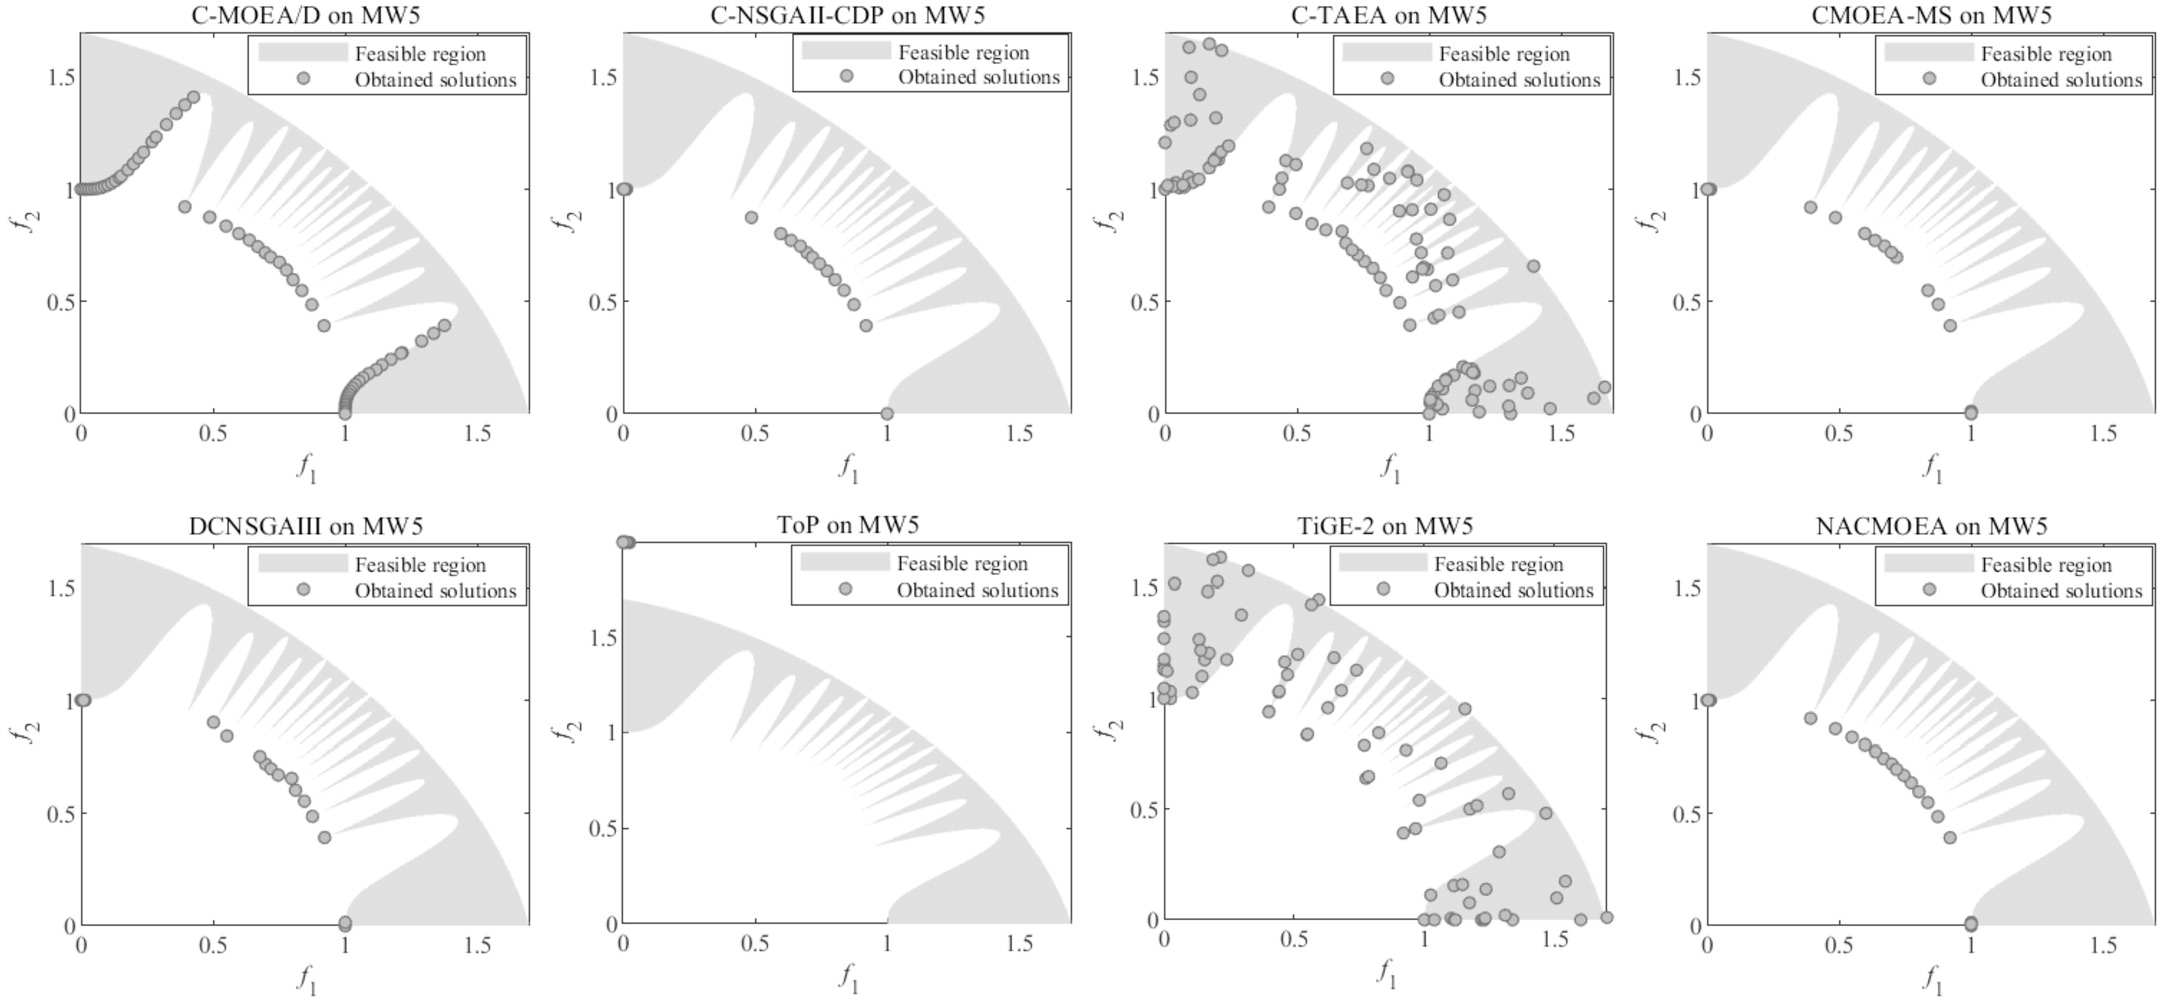 C-MOEA/D on MW5
Feasible region
Obtained solutions
1.5
1
0.5
0
f2
0 0.5 1 1.5
f1
C-NSGAII-CDP on MW5
Feasible region
Obtained solutions
1.5
1
0.5
0
f2
0 0.5 1 1.5
f1
C-TAEA on MW5
Feasible region
Obtained solutions
1.5
1
0.5
0
f2
0 0.5 1 1.5
f1
CMOEA-MS on MW5
Feasible region
Obtained solutions
1.5
1
0.5
0
f2
0 0.5 1 1.5
f1
DCNSGAIII on MW5
Feasible region
Obtained solutions
1.5
1
0.5
0
f2
0 0.5 1 1.5
f1
ToP on MW5
Feasible region
Obtained solutions
1.5
1
0.5
0
f2
0 0.5 1 1.5
f1
TiGE-2 on MW5
Feasible region
Obtained solutions
1.5
1
0.5
0
f2
0 0.5 1 1.5
f1
NACMOEA on MW5
Feasible region
Obtained solutions
1.5
1
0.5
0
f2
0 0.5 1 1.5
f1